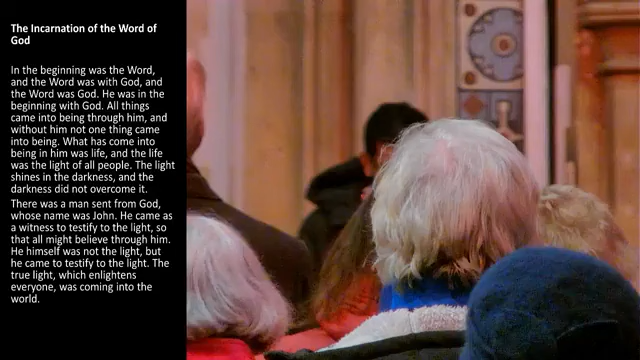 The Incarnation of the Word of
God
In the beginning was the Word,
and the Word was with God, and
the Word was God. He was in the
beginning with God. All things
came into being through him, and
without him not one thing came
into being. What has come into
being in him was life, and the life
was the light of all people. The light
shines in the darkness, and the
darkness did not overcome it.
There was a man sent from God,
whose name was John. He came as
a witness to testify to the light, so
that all might believe through him.
He himself was not the light, but
he came to testify to the light. The
true light, which enlightens
everyone, was coming into the
world.